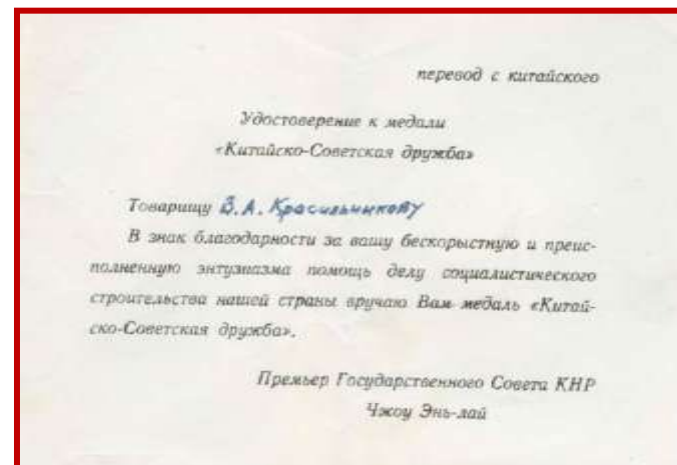 перевод с китайского
Удостоверение к медали
«Китайско-Советская дружба»
Товарищу В.А. Красильникову
В знак благодарности за вашу бескорыстную и преис-
полненную энтузиазма помощь делу социалистического
строительства нашей страны вручаю Вам медаль «Китай-
ско-Советская дружба».
Премьер Государственного Совета КНР
Чжоу Энь-лай